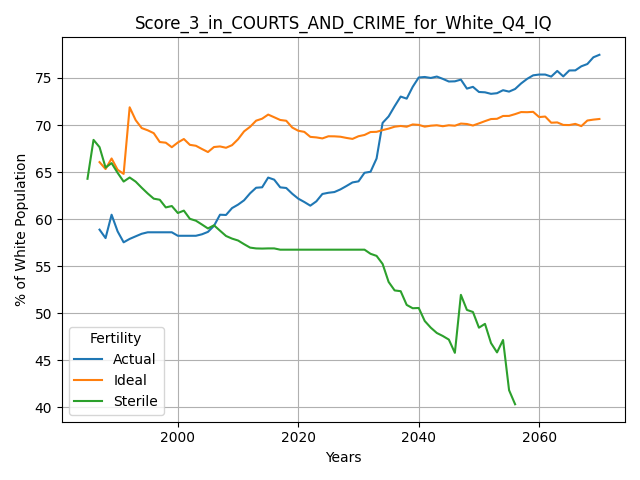 Score_3_in_COURTS_AND_CRIME_for_White_Q4_IQ
% of White Population
75
70
65
60
55
50
45
40
Fertility
Actual
Ideal
Sterile
2000
2020
2040
2060
Years